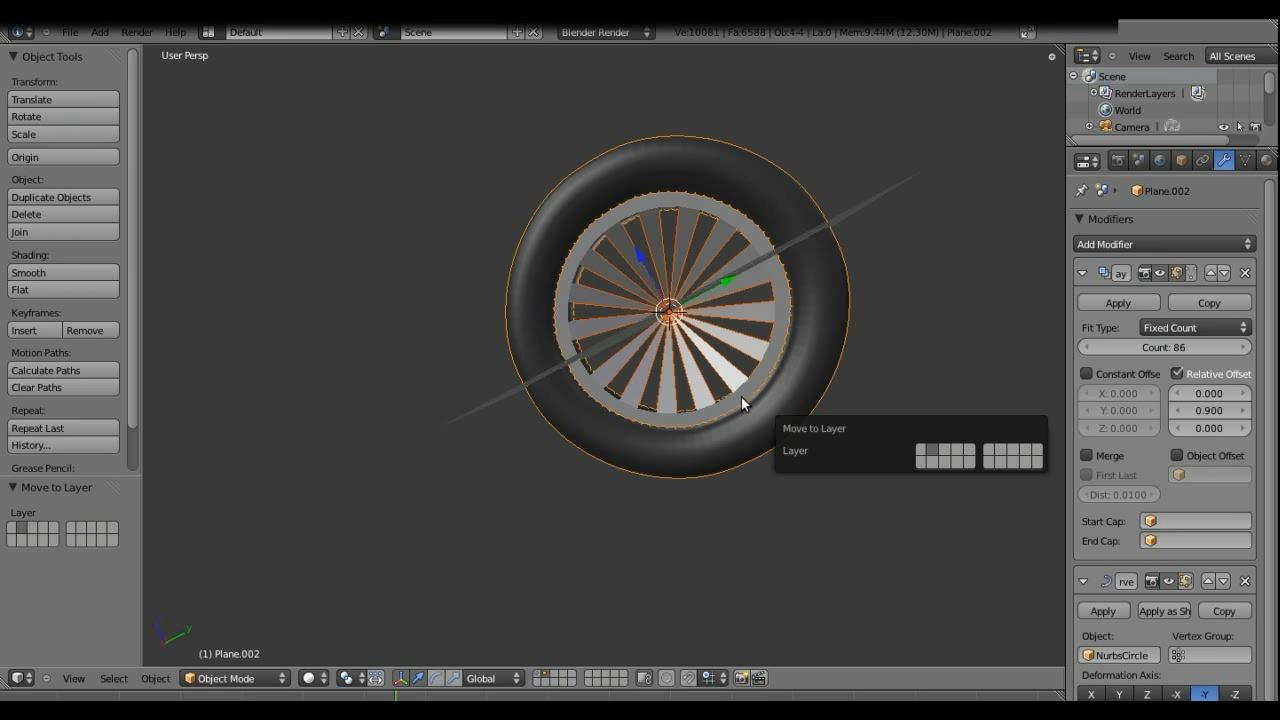 File Add Render Help Default Scene Blender Render Ve:10081 | Fa:6588 | Ob:4-4 | La:0 | Mem:9.44M (12.30M) | Plane.002
Object Tools
Transform:
Translate
Rotate
Scale
Origin
Object:
Duplicate Objects
Delete
Join
Shading:
Smooth
Flat
Keyframes:
Insert Remove
Motion Paths:
Calculate Paths
Clear Paths
Repeat:
Repeat Last
History...
Grease Pencil:
Move to Layer
Layer
User Persp
Move to Layer
Layer
z
y
(1) Plane.002
View Select Object Object Mode Global
View Search All Scenes
Scene
RenderLayers |
World
Camera |
Plane.002
Modifiers
Add Modifier
ay
Apply Copy
Fit Type: Fixed Count
Count: 86
Constant Offse Relative Offset
X: 0.000 0.000
Y: 0.000 0.900
Z: 0.000 0.000
Merge Object Offset
First Last
Dist: 0.0100
Start Cap:
End Cap:
rve
Apply Apply as Sh Copy
Object: Vertex Group:
NurbsCircle
Deformation Axis:
X Y Z -X -Y -Z